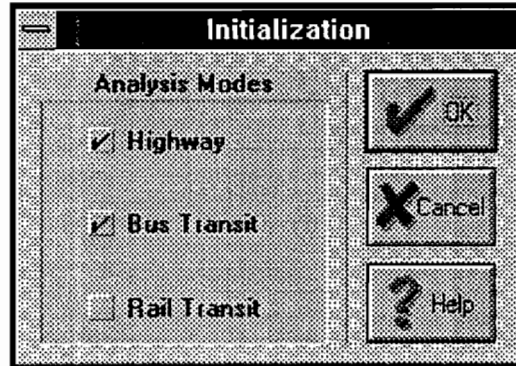 Initialization
Analysis Modes
Highway
Bus Transit
Rail Transit
OK
Cancel
Help